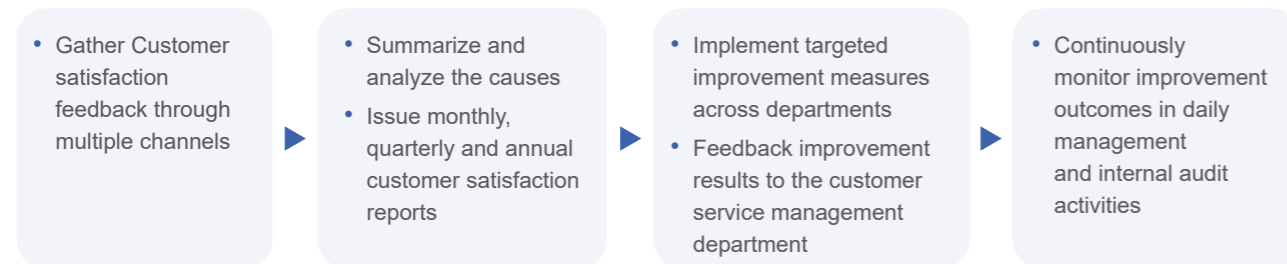 • Gather Customer
satisfaction
feedback through
multiple channels
• Summarize and
analyze the causes
• Issue monthly,
quarterly and annual
customer satisfaction
reports
• Implement targeted
improvement measures
across departments
• Feedback improvement
results to the customer
service management
department
• Continuously
monitor improvement
outcomes in daily
management
and internal audit
activities